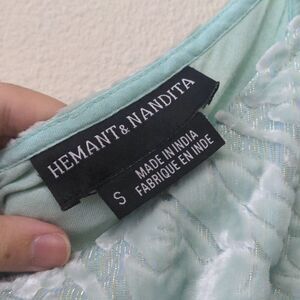 HEMANT & NANDITA
S
MADE IN INDIA
FABRIQUE EN INDE